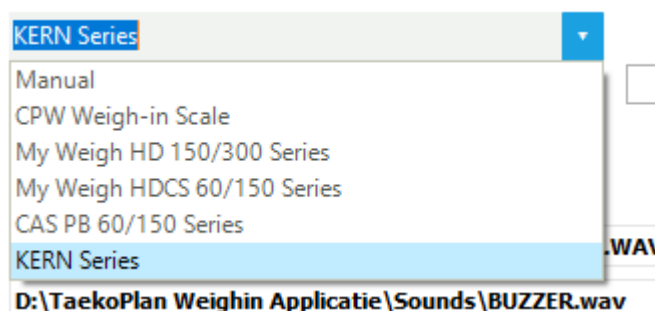 KERN Series
Manual
CPW Weigh-in Scale
My Weigh HD 150/300 Series
My Weigh HDCS 60/150 Series
CAS PB 60/150 Series
KERN Series
.WAV
D:\TaekoPlan Weighin Applicatie\Sounds\BUZZER.wav